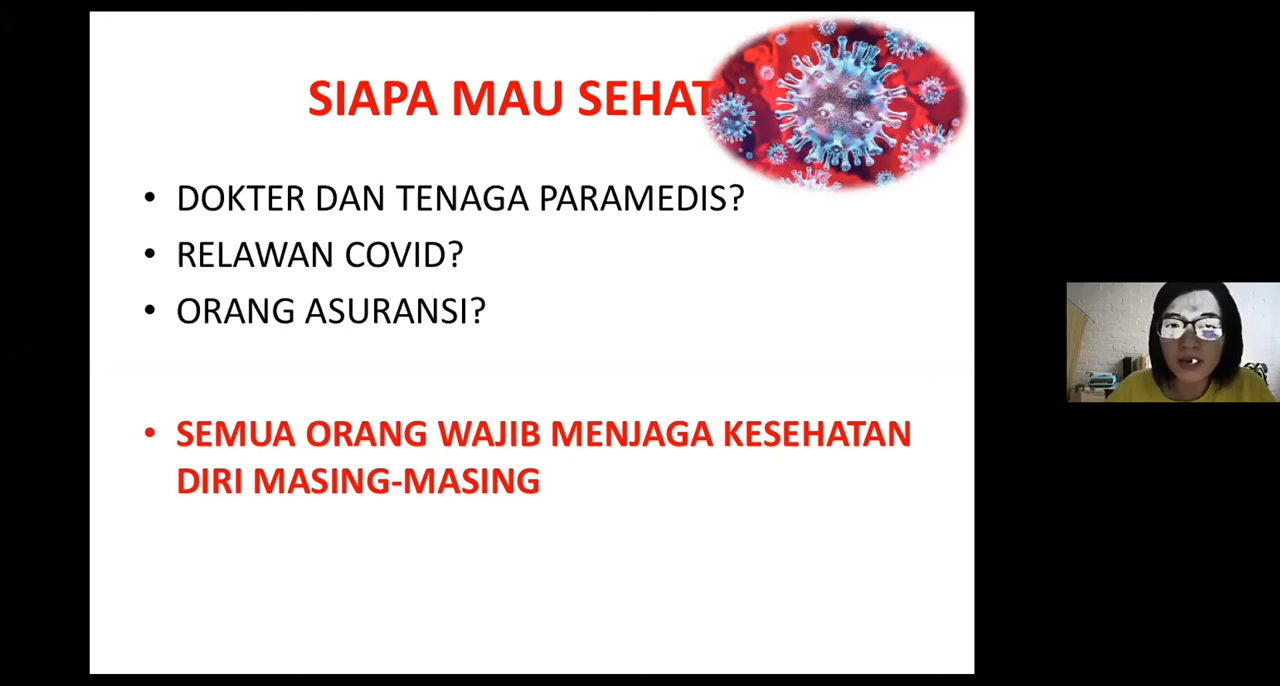 SIAPA MAU SEHAT
DOKTER DAN TENAGA PARAMEDIS?
RELAWAN COVID?
ORANG ASURANSI?
SEMUA ORANG WAJIB MENJAGA KESEHATAN
DIRI MASING-MASING